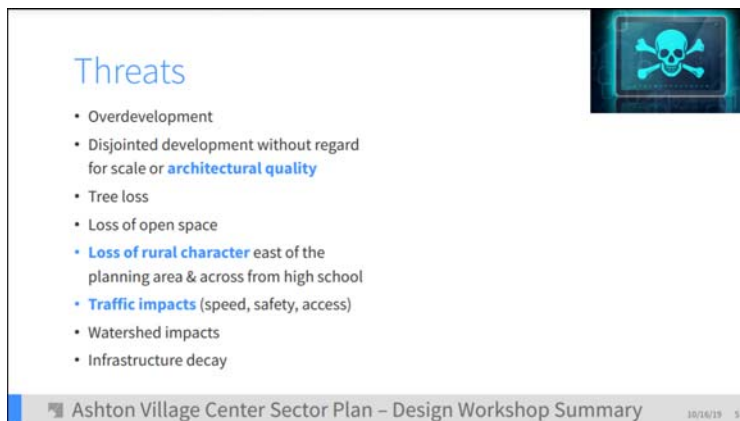 Threats
• Overdevelopment
• Disjointed development without regard
for scale or architectural quality
• Tree loss
• Loss of open space
• Loss of rural character east of the
planning area & across from high school
• Traffic impacts (speed, safety, access)
• Watershed impacts
• Infrastructure decay
Ashton Village Center Sector Plan – Design Workshop Summary
10/16/19 5